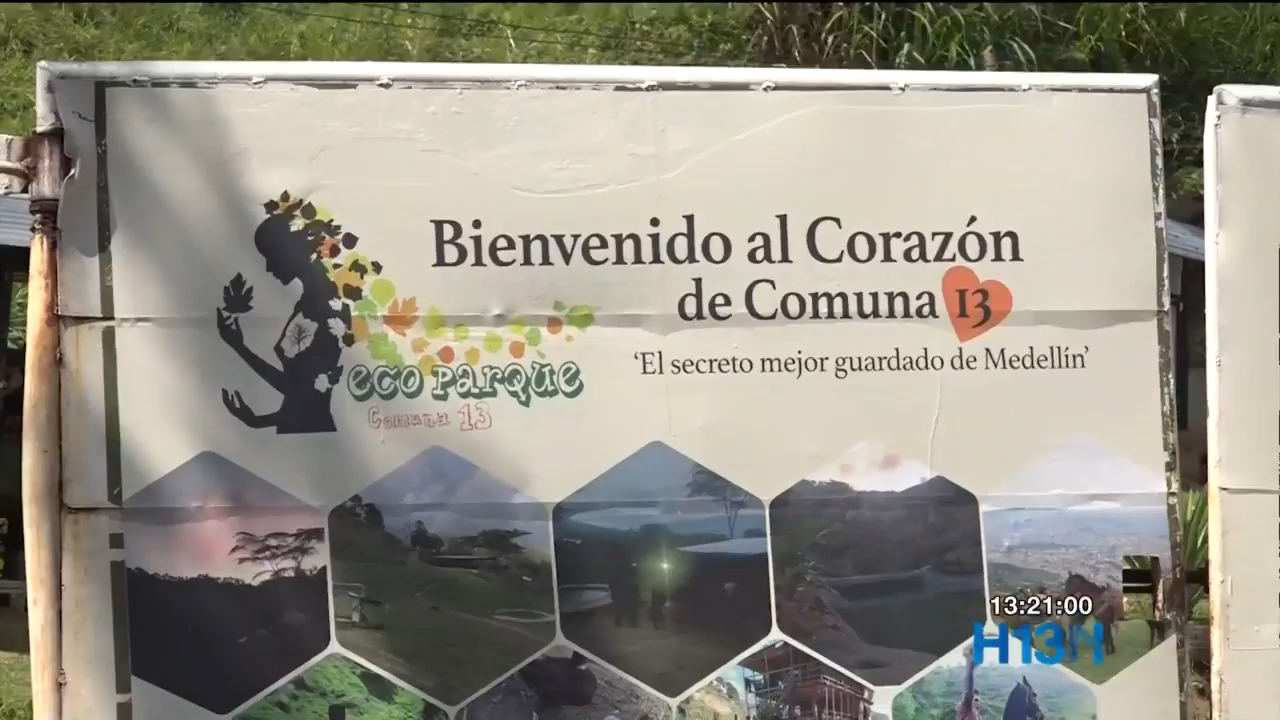 Bienvenido al Corazón
de Comuna 13
'El secreto mejor guardado de Medellín'
eco parque
Comuna 13
13:21:00
H13N